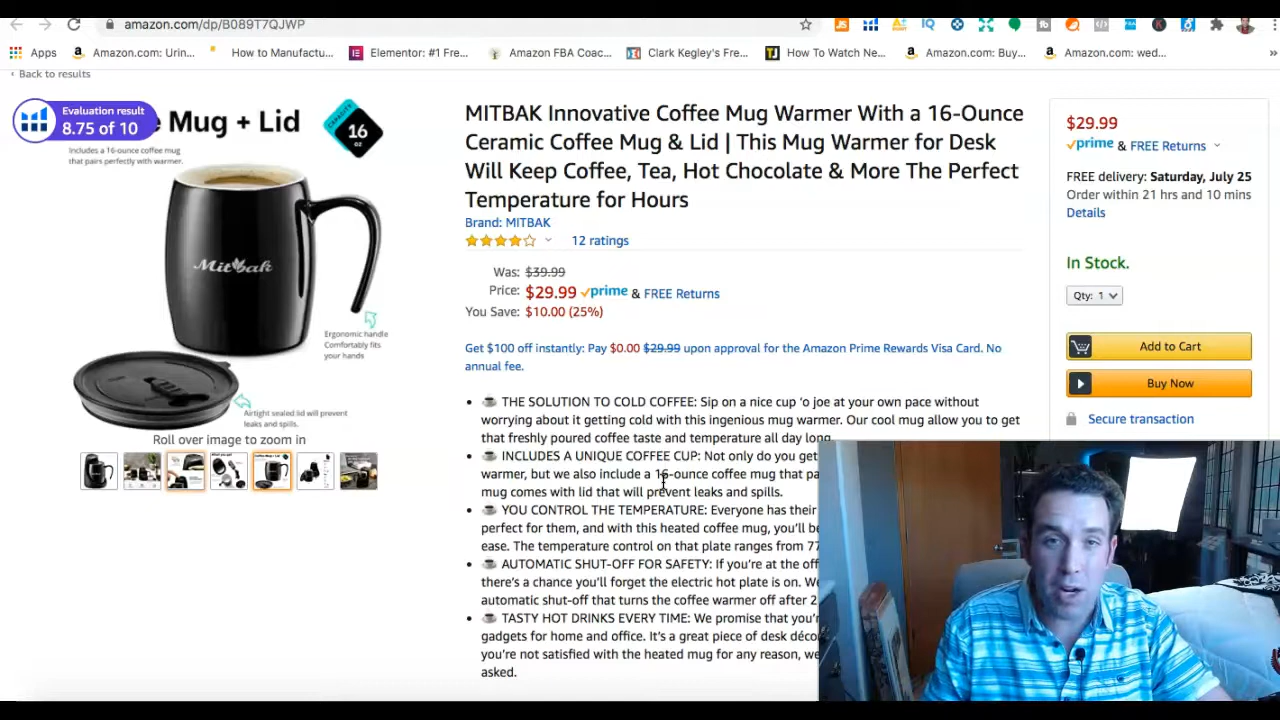 amazon.com/dp/B089T7QJWP
Apps
Amazon.com: Urin...
How to Manufactu...
Elementor: #1 Fre...
Amazon FBA Coac...
Clark Kegley's Fre...
How To Watch Ne...
Amazon.com: Buy...
Amazon.com: wed...
»
‹ Back to results
Evaluation result
8.75 of 10
e Mug + Lid
CAPACITY
16
oz
Includes a 16-ounce coffee mug
that pairs perfectly with warmer.
Mitbak
Ergonomic handle
Comfortably fits
your hands
Airtight sealed lid will prevent
leaks and spills.
Roll over image to zoom in
MITBAK Innovative Coffee Mug Warmer With a 16-Ounce
Ceramic Coffee Mug & Lid | This Mug Warmer for Desk
Will Keep Coffee, Tea, Hot Chocolate & More The Perfect
Temperature for Hours
Brand: MITBAK
12 ratings
Was: $39.99
Price: $29.99 prime & FREE Returns
You Save: $10.00 (25%)
Get $100 off instantly: Pay $0.00 $29.99 upon approval for the Amazon Prime Rewards Visa Card. No
annual fee.
• ☕ THE SOLUTION TO COLD COFFEE: Sip on a nice cup 'o joe at your own pace without
worrying about it getting cold with this ingenious mug warmer. Our cool mug allow you to get
that freshly poured coffee taste and temperature all day long.
• ☕ INCLUDES A UNIQUE COFFEE CUP: Not only do you get
warmer, but we also include a 16-ounce coffee mug that pa
mug comes with lid that will prevent leaks and spills.
• ☕ YOU CONTROL THE TEMPERATURE: Everyone has their
perfect for them, and with this heated coffee mug, you'll be
ease. The temperature control on that plate ranges from 77
• ☕ AUTOMATIC SHUT-OFF FOR SAFETY: If you're at the off
there's a chance you'll forget the electric hot plate is on. We
automatic shut-off that turns the coffee warmer off after 2
• ☕ TASTY HOT DRINKS EVERY TIME: We promise that you'r
gadgets for home and office. It's a great piece of desk déco
you're not satisfied with the heated mug for any reason, we
asked.
$29.99
prime & FREE Returns
FREE delivery: Saturday, July 25
Order within 21 hrs and 10 mins
Details
In Stock.
Qty: 1
Add to Cart
Buy Now
Secure transaction